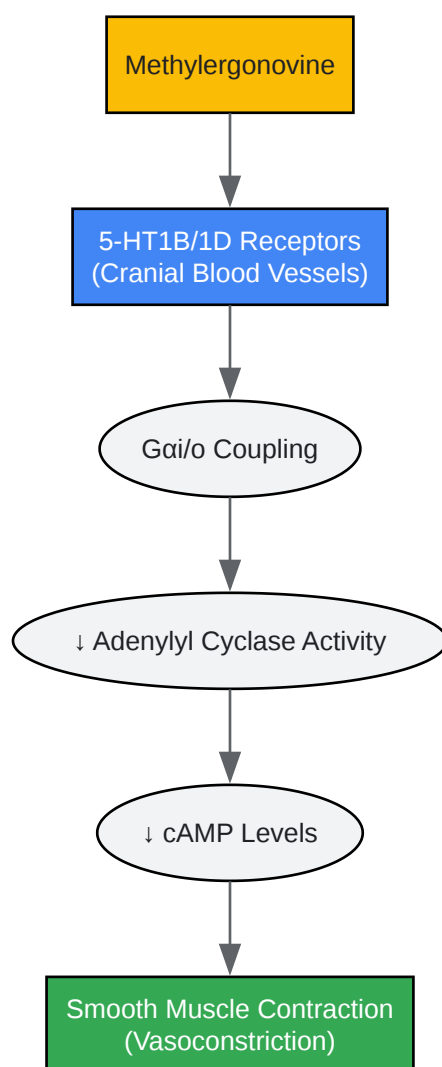 Methylergonovine
5-HT1B/1D Receptors
(Cranial Blood Vessels)
Gαi/o Coupling
↓ Adenylyl Cyclase Activity
↓ cAMP Levels
Smooth Muscle Contraction
(Vasoconstriction)